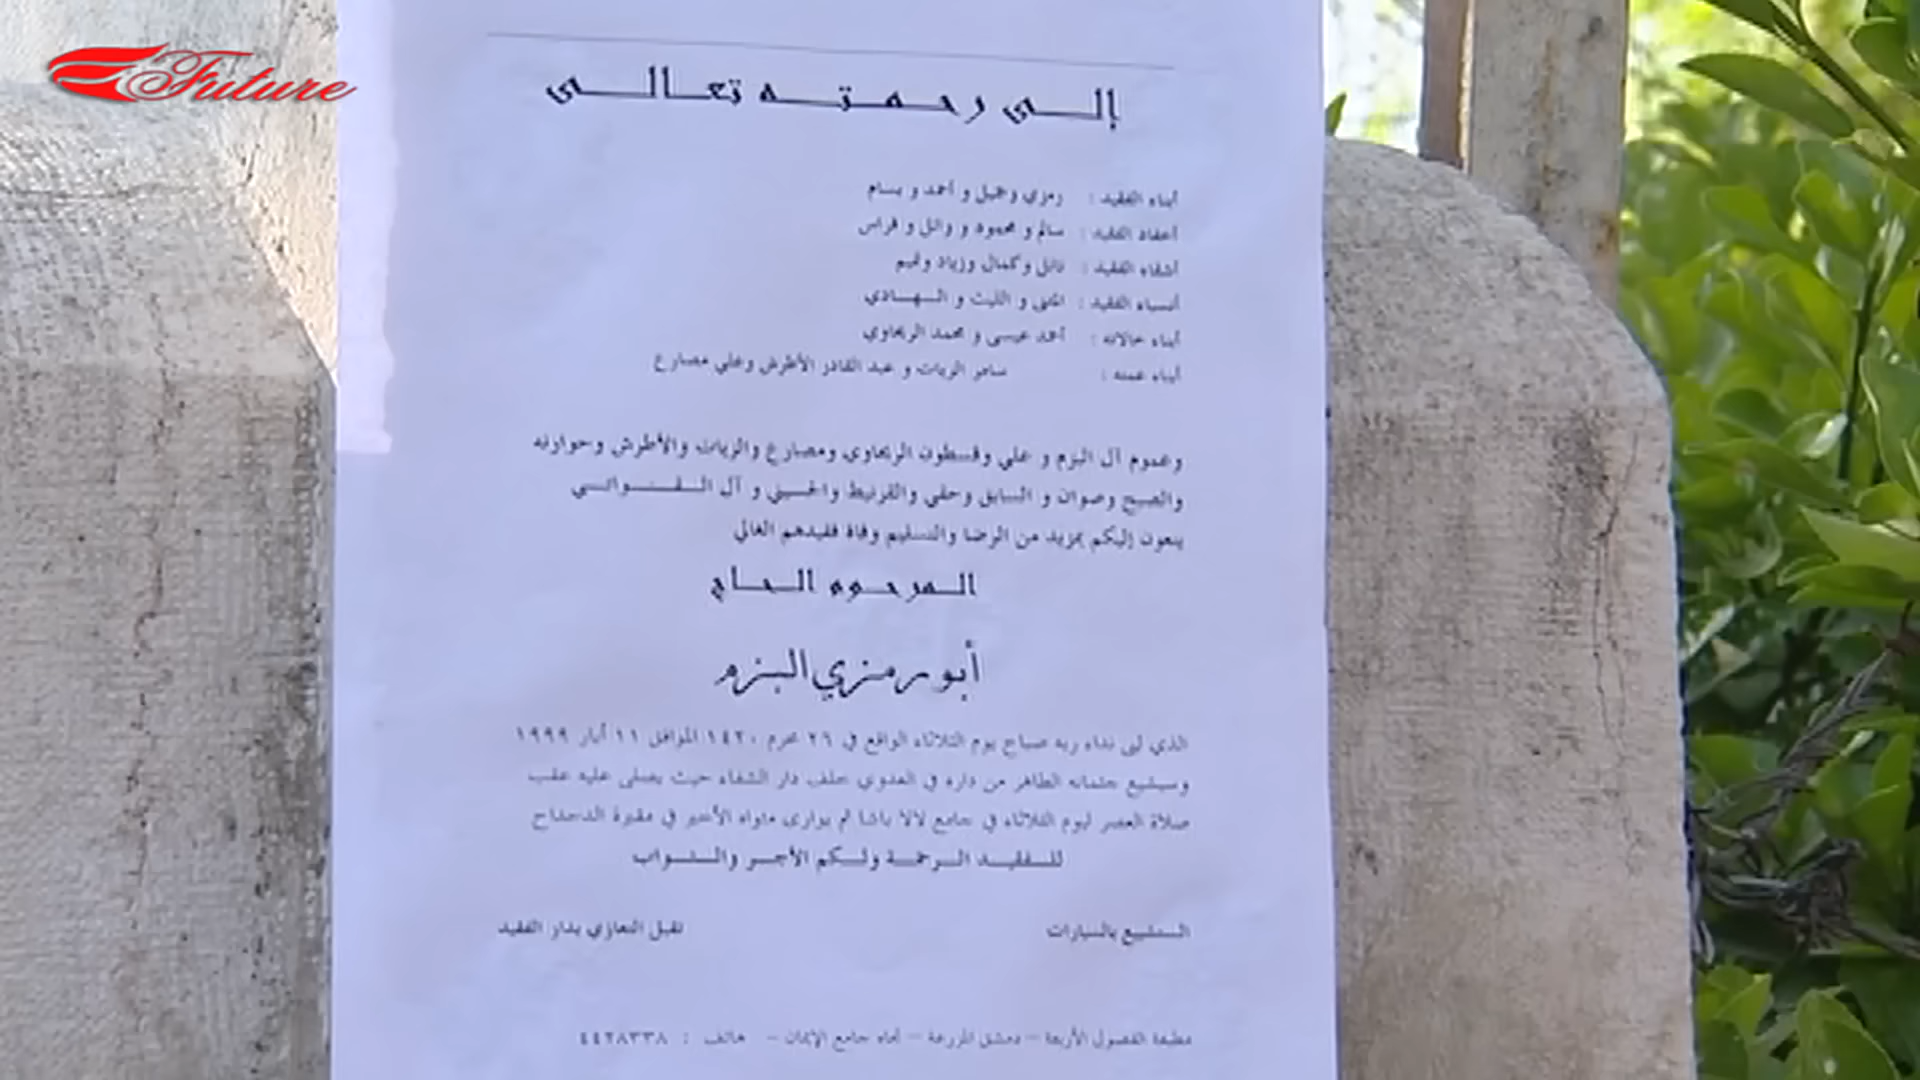 Future
إلى رحمته تعالى
أبناء الفقيد : رمزي وجميل و أحمد و بسام
أحفاد الفقيد : سالم و محمود و وائل و فراس
أشقاء الفقيد : نائل وكمال وزياد وتميم
أنسباء الفقيد : و الليث و الهادي
أبناء خالاته : أحمد عيسى و محمد الريحاوي
أبناء عمته : سامر الزيات و عبد القادر الأطرش وعلي مصارع
وعموم آل البزم و علي وقسطون الريحاوي ومصارع والزيات والأطرش وحوارنه
والصبح وصوان و السابق وحقي والقرنبط والحسيني و آل القنواتي
ينعون إليكم بمزيد من الرضا والتسليم وفاة فقيدهم الغالي
المرحوم الحاج
أبو رمزي البزم
الذي لبى نداء ربه صباح يوم الثلاثاء الواقع في ٢٦ محرم ١٤٢٠ الموافق ١١ أيار ١٩٩٩
وسيشيع جثمانه الطاهر من داره في العدوي خلف دار الشفاء حيث يصلى عليه عقب
صلاة العصر ليوم الثلاثاء في جامع لالا باشا ثم يوارى مثواه الأخير في مقبرة الدحداح
للفقيد الرحمة ولكم الأجر والثواب
التشييع بالسيارات
تقبل التعازي بدار الفقيد
مطبعة الفصول الأربعة – دمشق المزرعة – أمام جامع الإيمان – هاتف : ٤٤٢٨٣٣٨